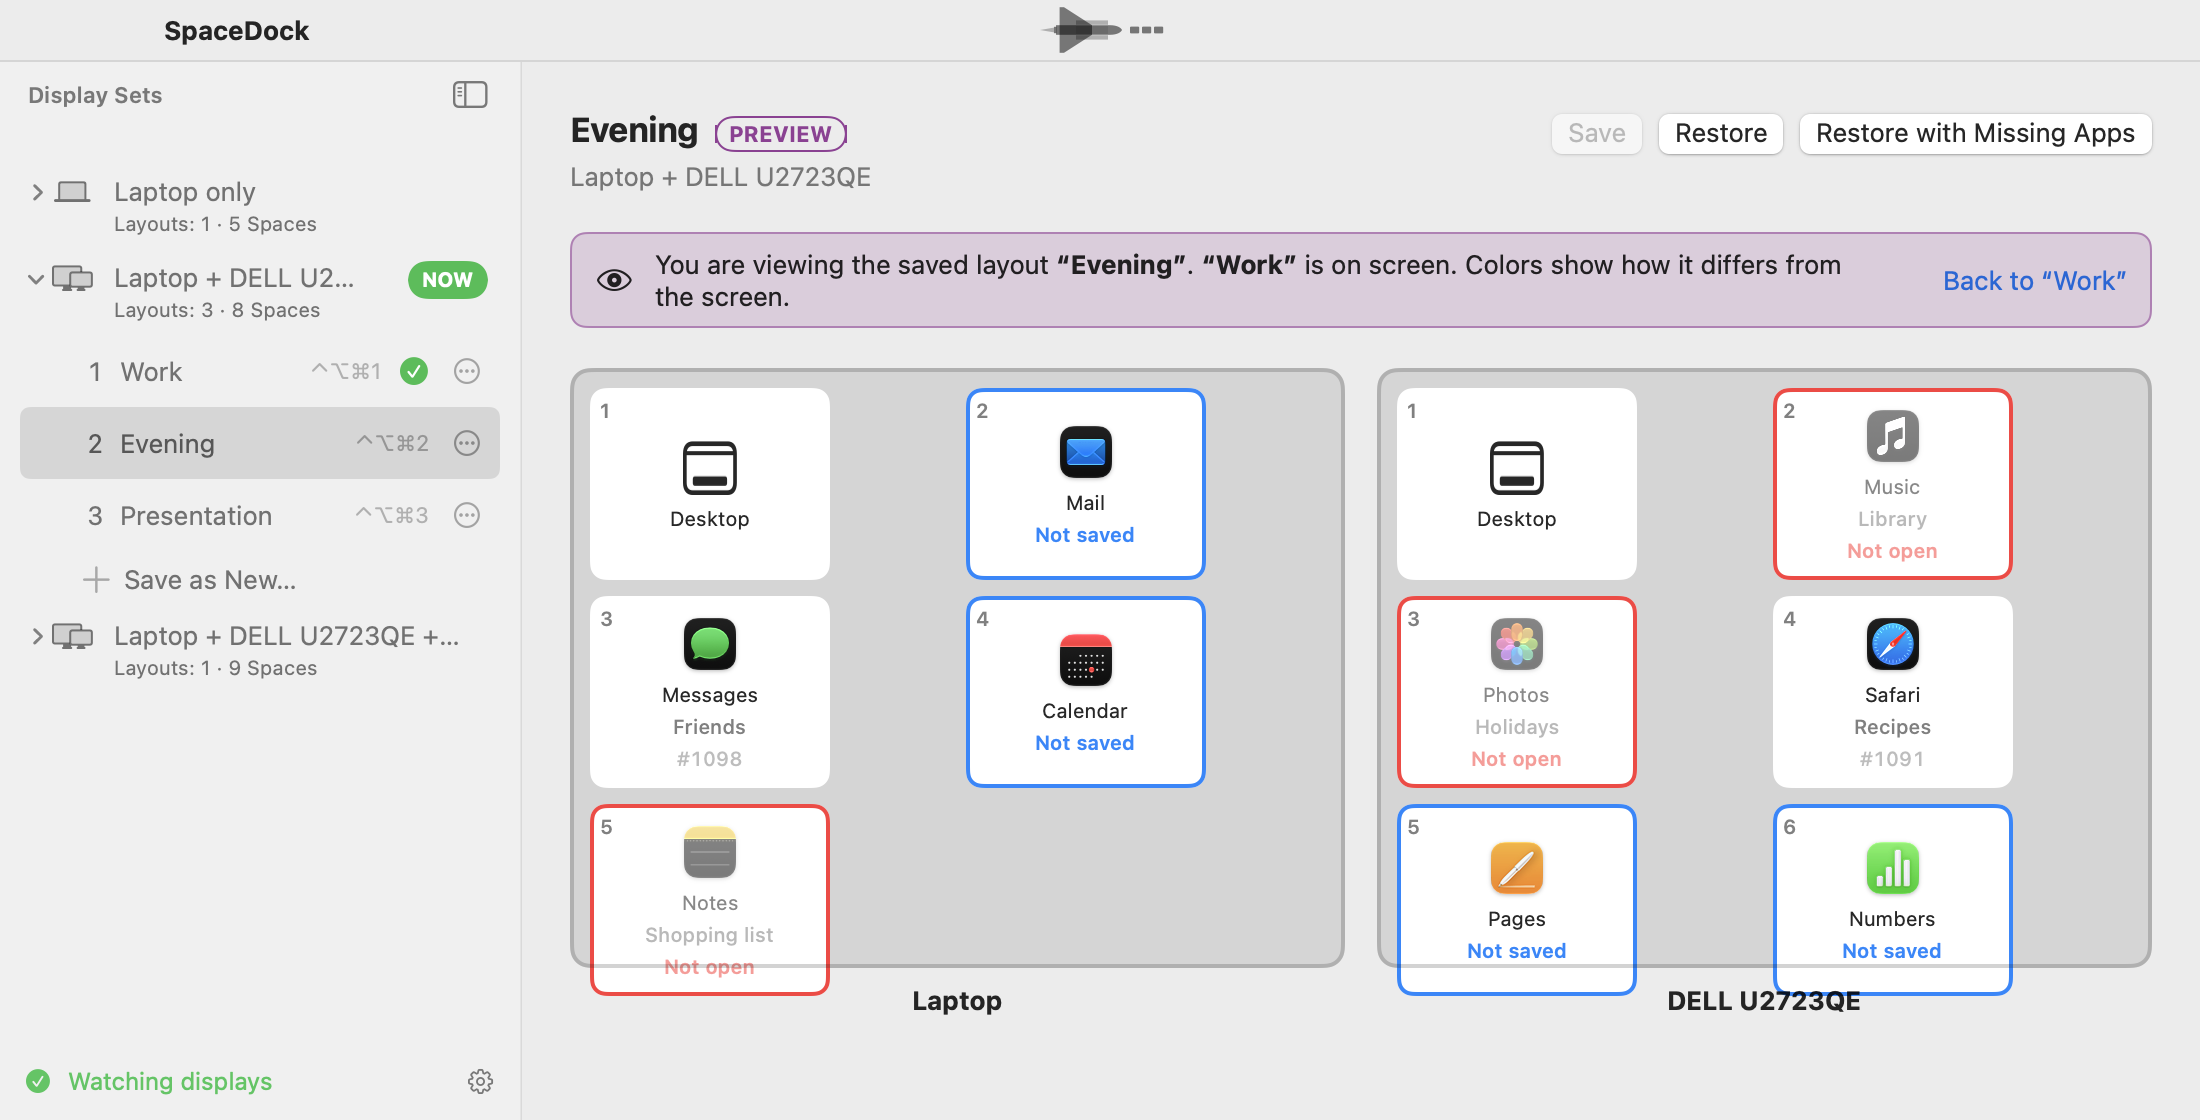 SpaceDock
Display Sets
Laptop only
Layouts: 1 · 5 Spaces
Laptop + DELL U2...
NOW
Layouts: 3 · 8 Spaces
1 Work ^⌥⌘1
2 Evening ^⌥⌘2
3 Presentation ^⌥⌘3
Save as New...
Laptop + DELL U2723QE +...
Layouts: 1 · 9 Spaces
Watching displays
Evening PREVIEW
Laptop + DELL U2723QE
Save
Restore
Restore with Missing Apps
You are viewing the saved layout “Evening”. “Work” is on screen. Colors show how it differs from
the screen.
Back to “Work”
1
Desktop
2
Mail
Not saved
3
Messages
Friends
#1098
4
Calendar
Not saved
5
Notes
Shopping list
Not open
Laptop
1
Desktop
2
Music
Library
Not open
3
Photos
Holidays
Not open
4
Safari
Recipes
#1091
5
Pages
Not saved
6
Numbers
Not saved
DELL U2723QE